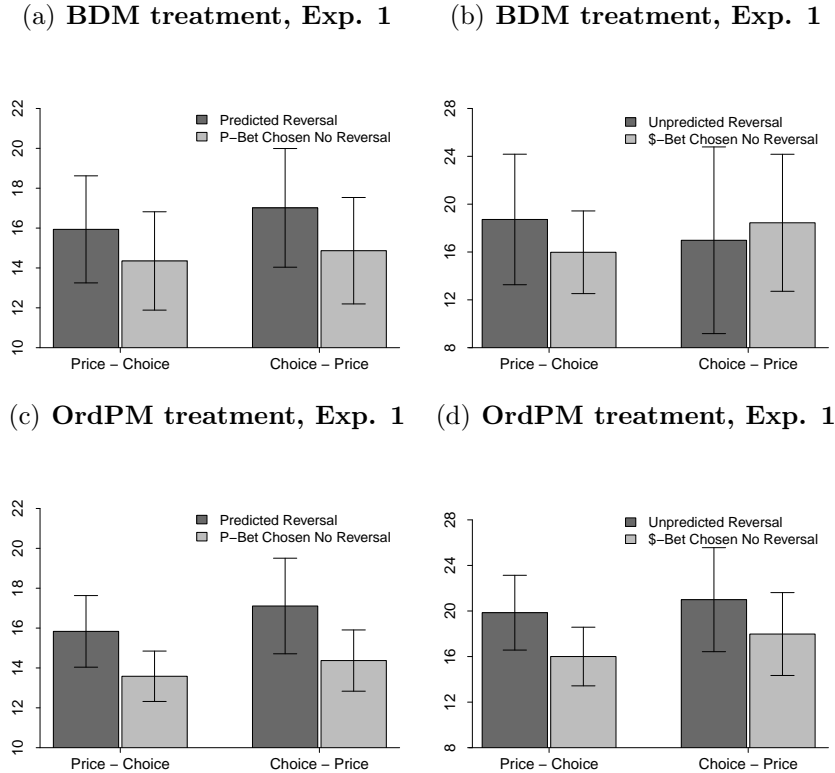 (a) BDM treatment, Exp. 1
(b) BDM treatment, Exp. 1
22
20
18
16
14
12
10
Predicted Reversal
P−Bet Chosen No Reversal
Price − Choice
Choice − Price
28
24
20
16
12
8
Unpredicted Reversal
$−Bet Chosen No Reversal
Price − Choice
Choice − Price
(c) OrdPM treatment, Exp. 1
(d) OrdPM treatment, Exp. 1
22
20
18
16
14
12
10
Predicted Reversal
P−Bet Chosen No Reversal
Price − Choice
Choice − Price
28
24
20
16
12
8
Unpredicted Reversal
$−Bet Chosen No Reversal
Price − Choice
Choice − Price